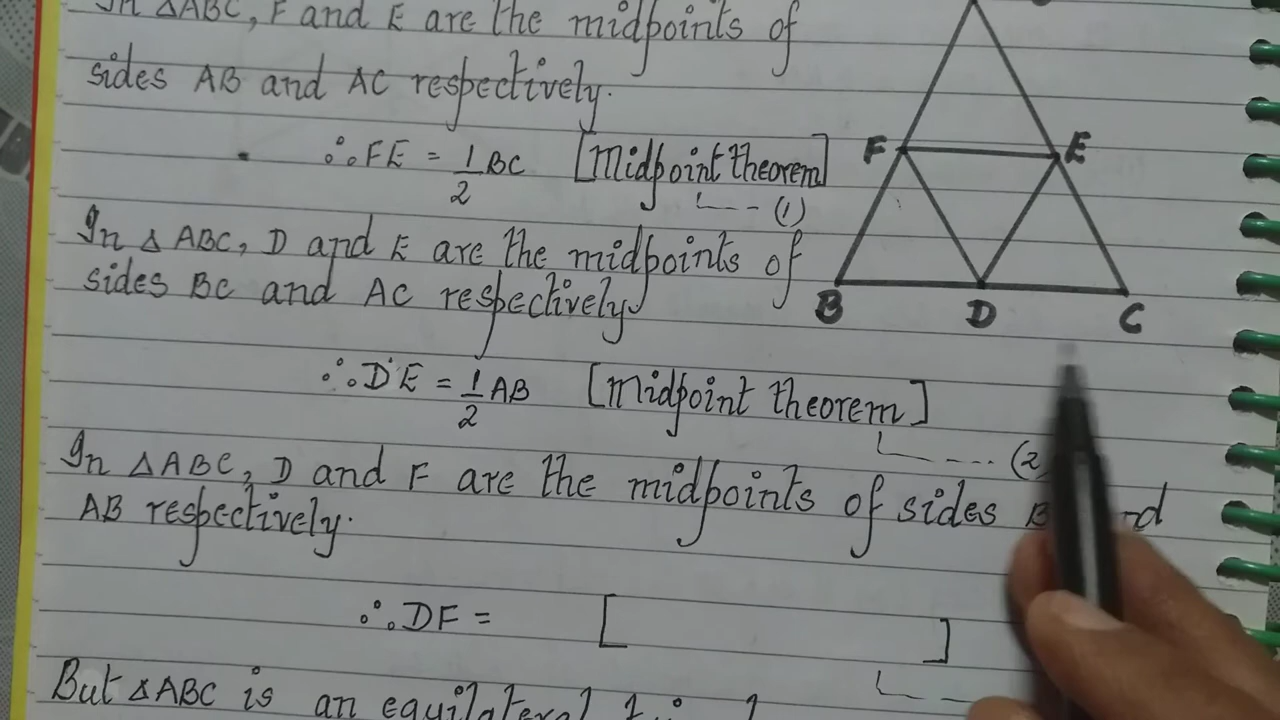 In ΔABC, F and E are the midpoints of
sides AB and AC respectively.
∴ FE = 1/2 BC [Midpoint theorem]
(1)
In Δ ABC, D and E are the midpoints of
sides BC and AC respectively.
∴ DE = 1/2 AB [Midpoint theorem]
(2)
In ΔABC, D and F are the midpoints of sides
AB respectively.
∴ DF = [ ]
But ΔABC is an equilateral
F E
B D C